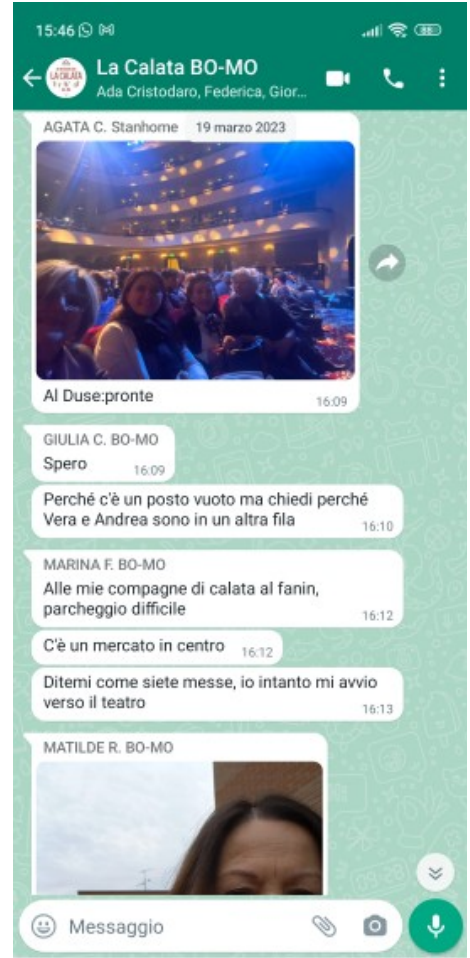 15:46
88
La Calata BO-MO
Ada Cristodaro, Federica, Gior...
AGATA C. Stanhome
19 marzo 2023
Al Duse:pronte
16:09
GIULIA C. BO-MO
Spero
16:09
Perché c'è un posto vuoto ma chiedi perché
Vera e Andrea sono in un altra fila
16:10
MARINA F. BO-MO
Alle mie compagne di calata al fanin,
parcheggio difficile
16:12
C'è un mercato in centro
16:12
Ditemi come siete messe, io intanto mi avvio
verso il teatro
16:13
MATILDE R. BO-MO
Messaggio